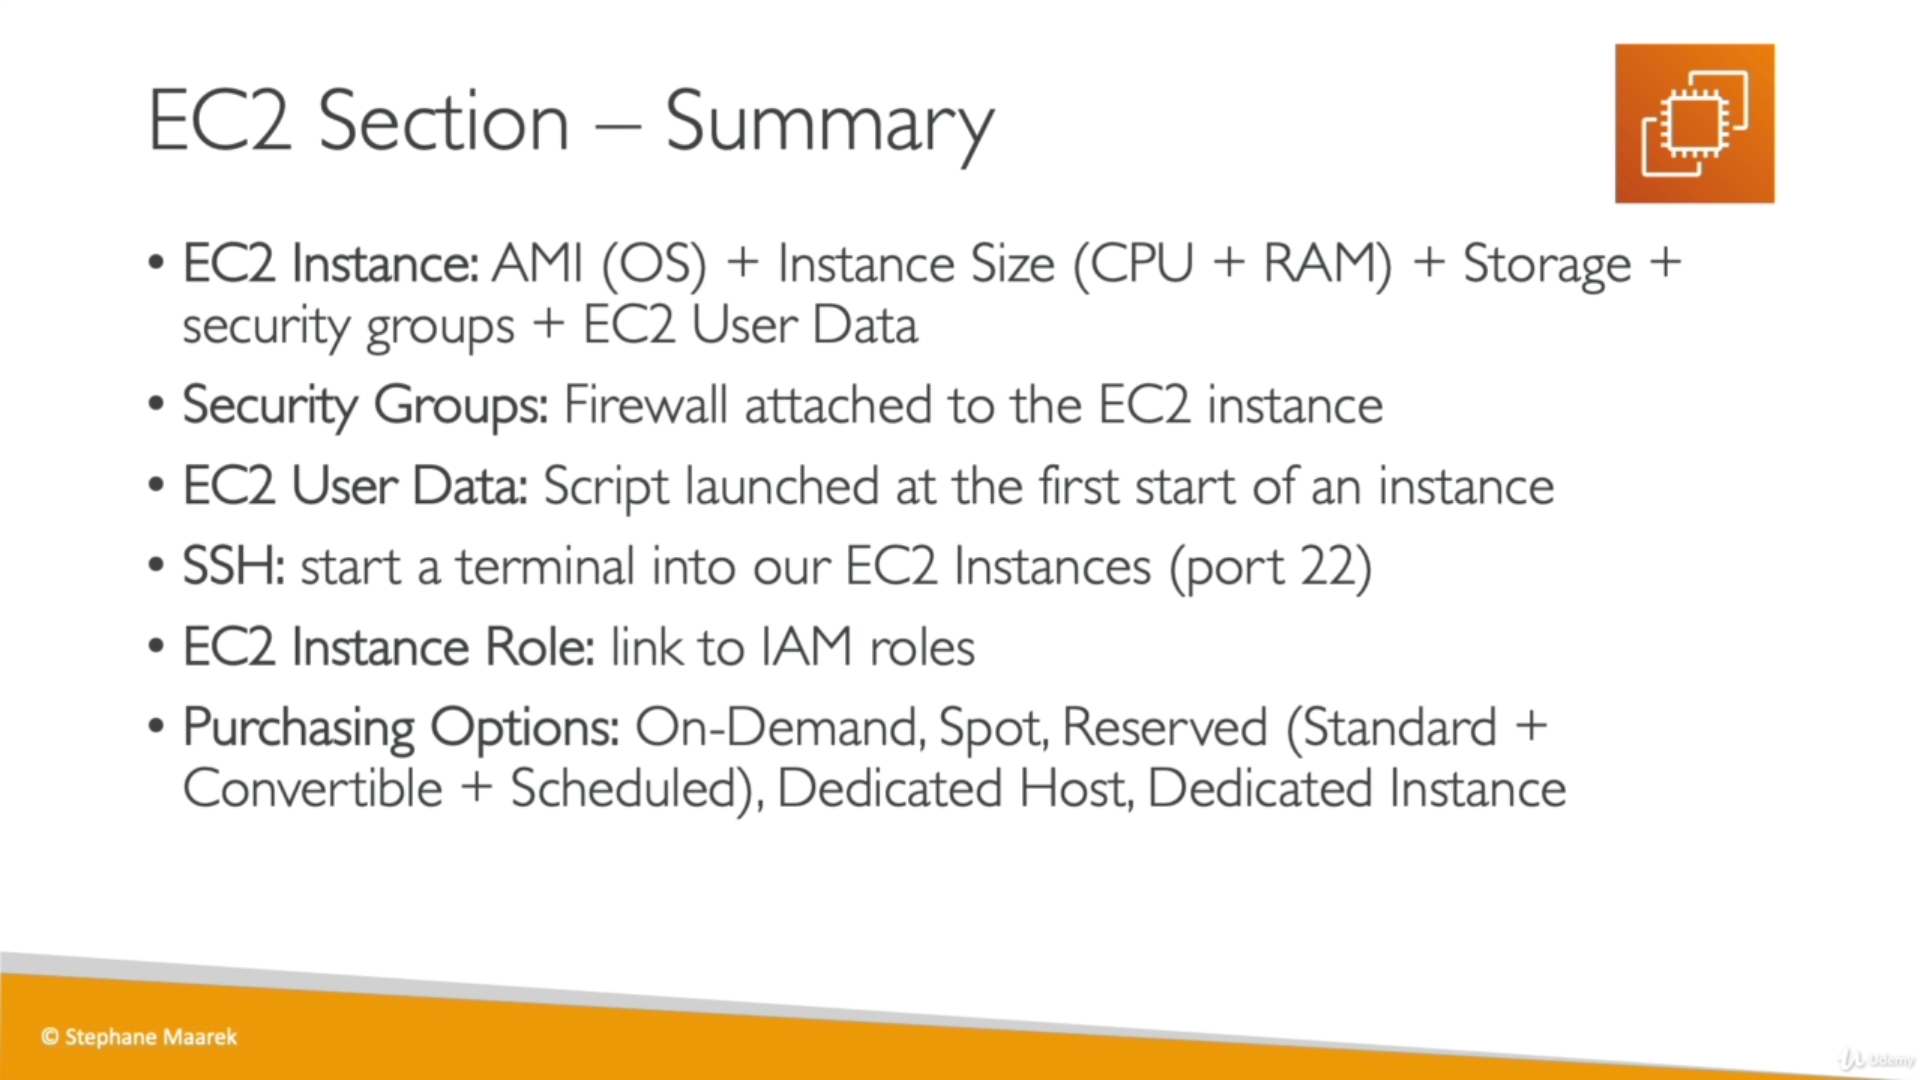 EC2 Section – Summary
• EC2 Instance: AMI (OS) + Instance Size (CPU + RAM) + Storage +
security groups + EC2 User Data
• Security Groups: Firewall attached to the EC2 instance
• EC2 User Data: Script launched at the first start of an instance
• SSH: start a terminal into our EC2 Instances (port 22)
• EC2 Instance Role: link to IAM roles
• Purchasing Options: On-Demand, Spot, Reserved (Standard +
Convertible + Scheduled), Dedicated Host, Dedicated Instance
© Stephane Maarek
Udemy